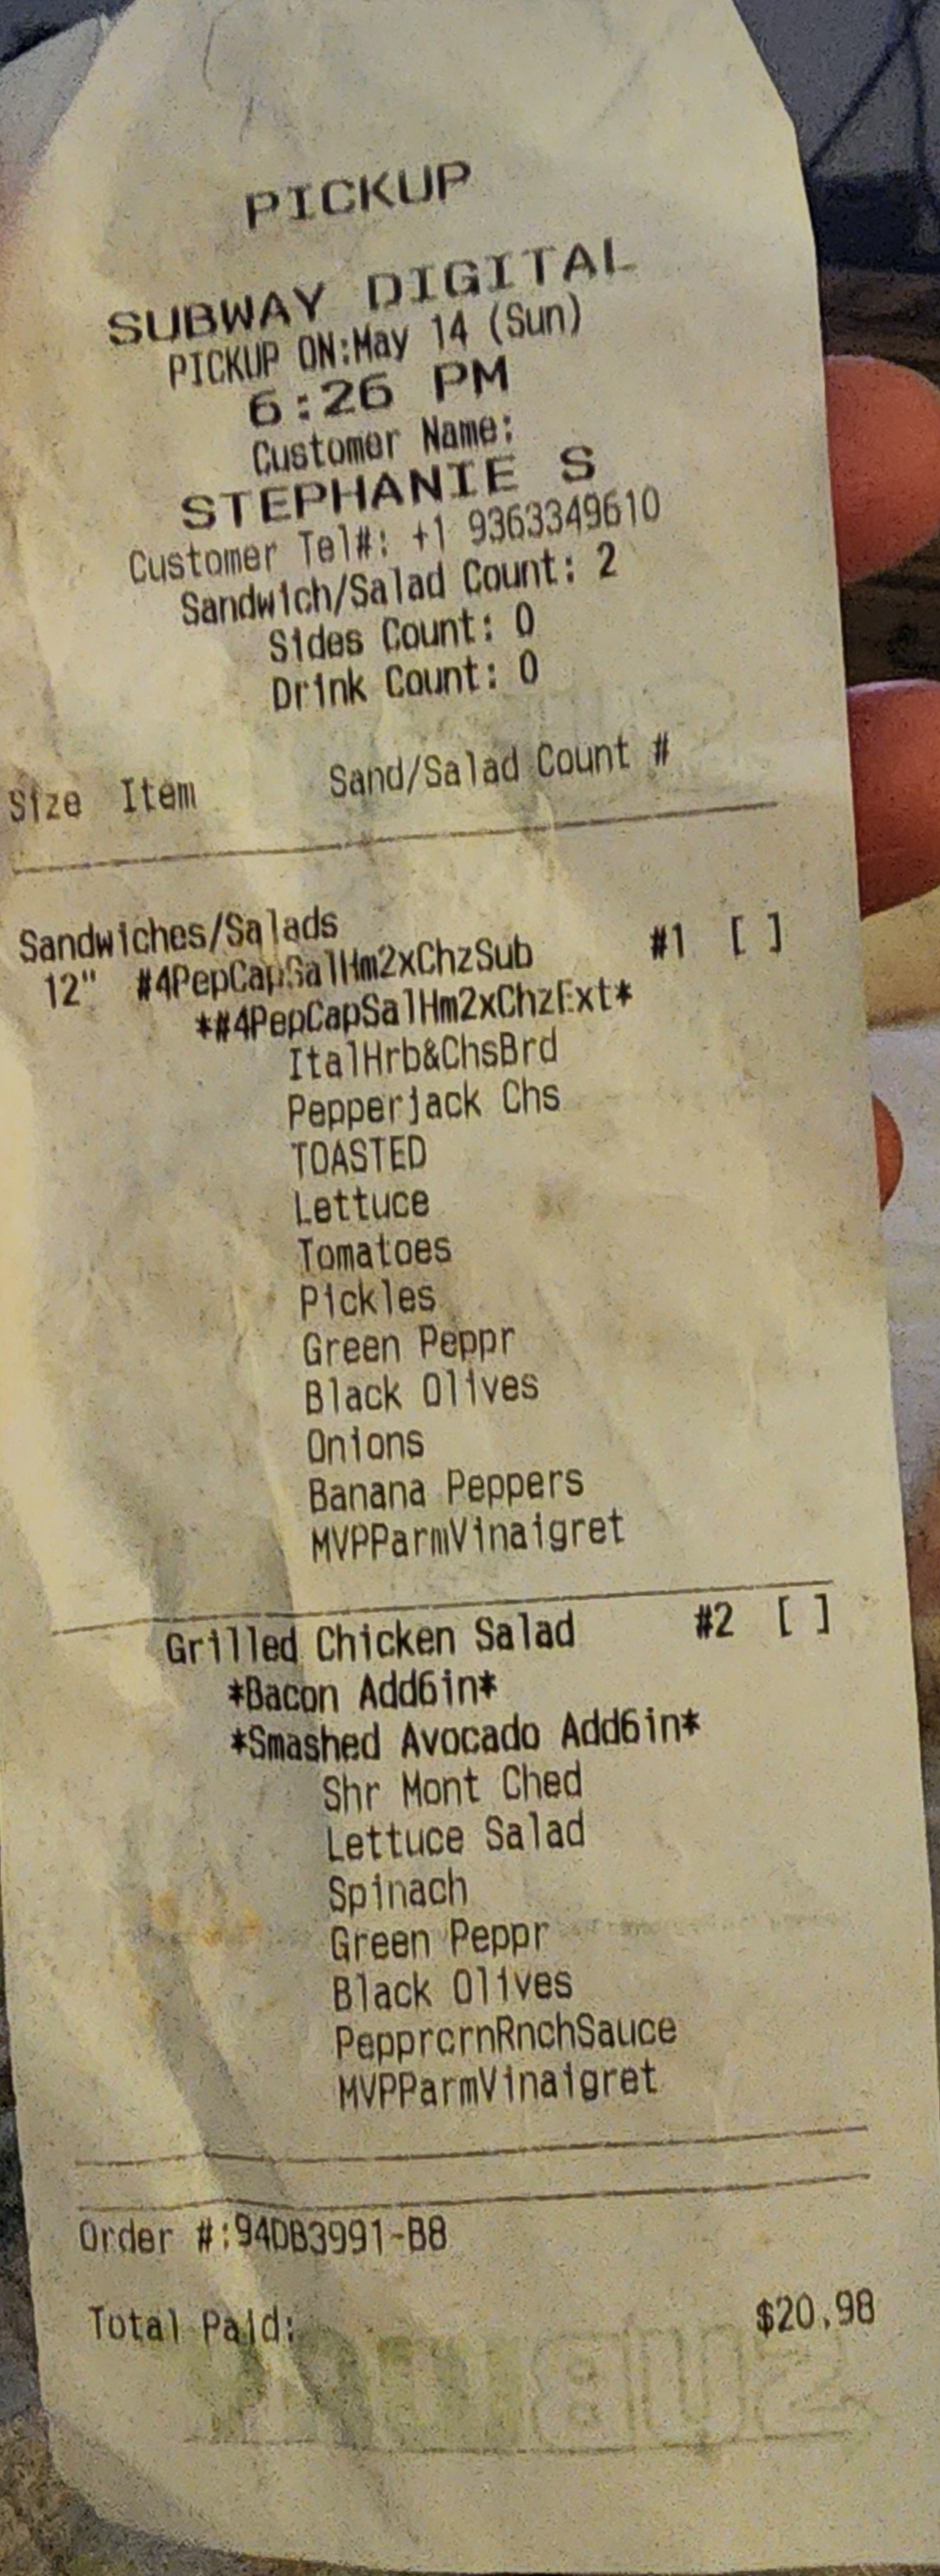 PICKUP
SUBWAY DIGITAL
PICKUP ON:May 14 (Sun)
6:26 PM
Customer Name:
STEPHANIE S
Customer Tel#: +1 9363349610
Sandwich/Salad Count: 2
Sides Count: 0
Drink Count: 0
Size Item Sand/Salad Count #
Sandwiches/Salads
12" #4PepCapSalHm2xChzSub #1 [ ]
*#4PepCapSalHm2xChzExt*
ItalHrb&ChsBrd
Pepperjack Chs
TOASTED
Lettuce
Tomatoes
Pickles
Green Peppr
Black Olives
Onions
Banana Peppers
MVPParmVinaigret
Grilled Chicken Salad #2 [ ]
*Bacon Add6in*
*Smashed Avocado Add6in*
Shr Mont Ched
Lettuce Salad
Spinach
Green Peppr
Black Olives
PepprcrnRnchSauce
MVPParmVinaigret
Order #:94DB3991-B8
Total Paid: $20.98